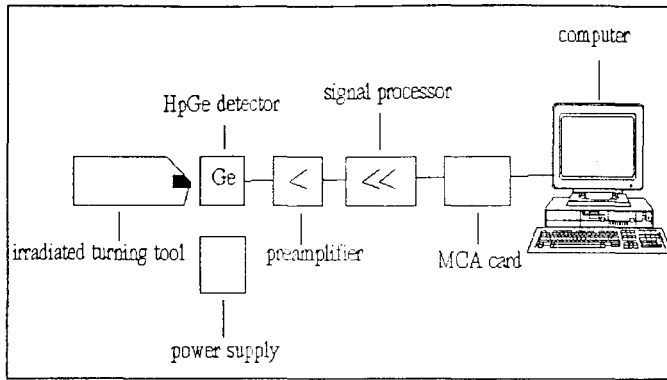 computer
signal processor
HpGe detector
Ge
<
<<
irradiated turning tool
preamplifier
MCA card
power supply